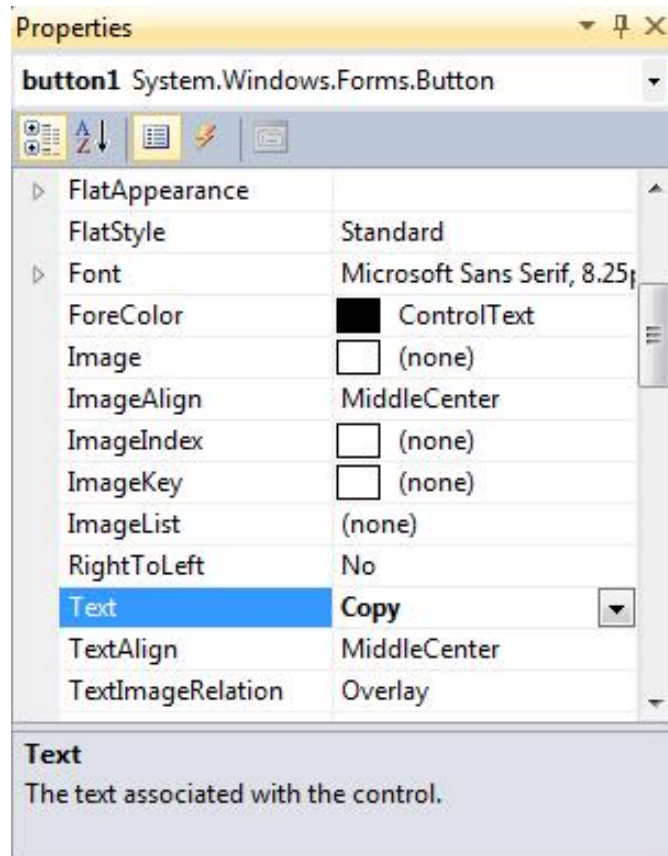 Properties
button1 System.Windows.Forms.Button
FlatAppearance
FlatStyle Standard
Font Microsoft Sans Serif, 8.25p
ForeColor ControlText
Image (none)
ImageAlign MiddleCenter
ImageIndex (none)
ImageKey (none)
ImageList (none)
RightToLeft No
Text Copy
TextAlign MiddleCenter
TextImageRelation Overlay
Text
The text associated with the control.